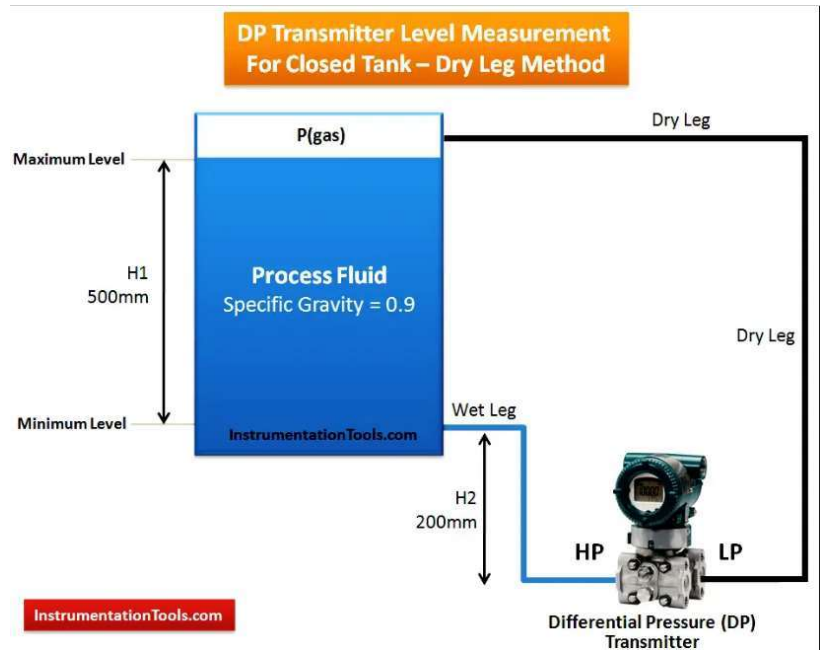 DP Transmitter Level Measurement
For Closed Tank – Dry Leg Method
P(gas)
Dry Leg
Maximum Level
H1
500mm
Process Fluid
Specific Gravity = 0.9
Dry Leg
Minimum Level
Wet Leg
InstrumentationTools.com
H2
200mm
HP
LP
InstrumentationTools.com
Differential Pressure (DP)
Transmitter